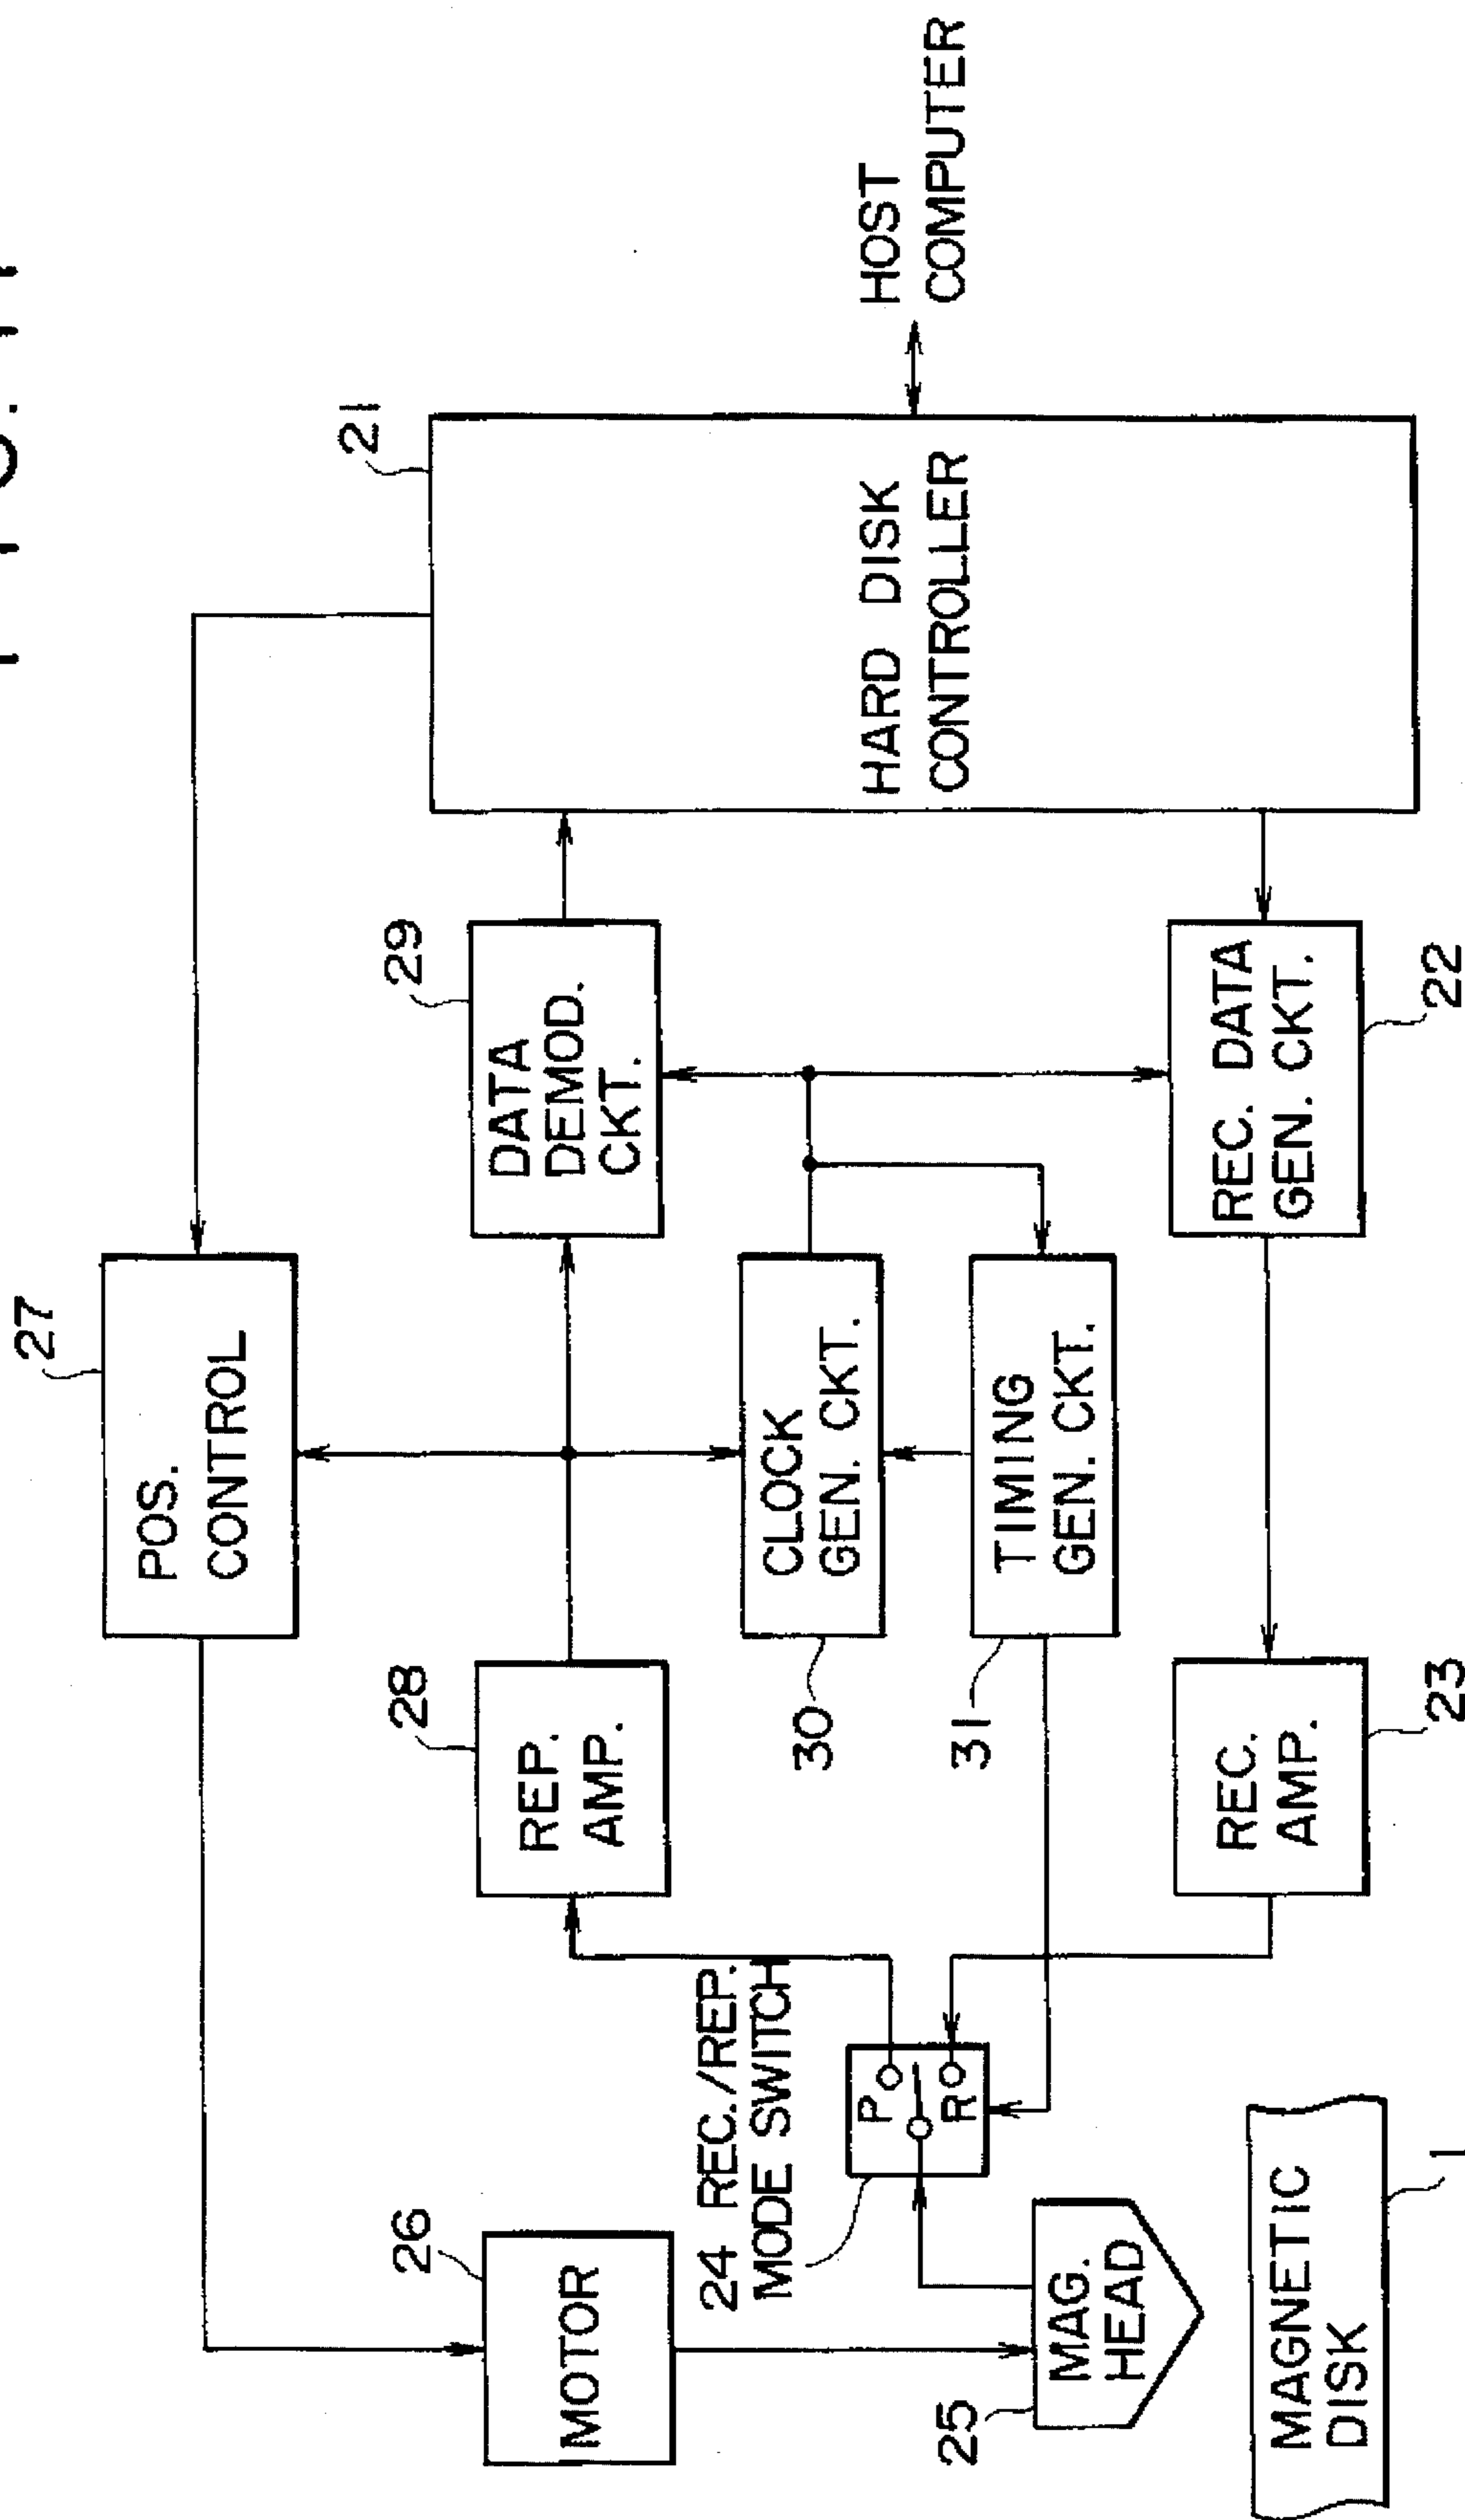 27
POS.
CONTROL
21
26
MOTOR
28
REP.
AMP.
29
DATA
DEMOD.
CKT.
HARD DISK
CONTROLLER
HOST
COMPUTER
24 REC./REP.
MODE SWITCH
P
R
30
CLOCK
GEN. CKT.
31
TIMING
GEN. CKT.
25
MAG.
HEAD
REC.
AMP.
23
REC. DATA
GEN. CKT.
22
MAGNETIC
DISK
1